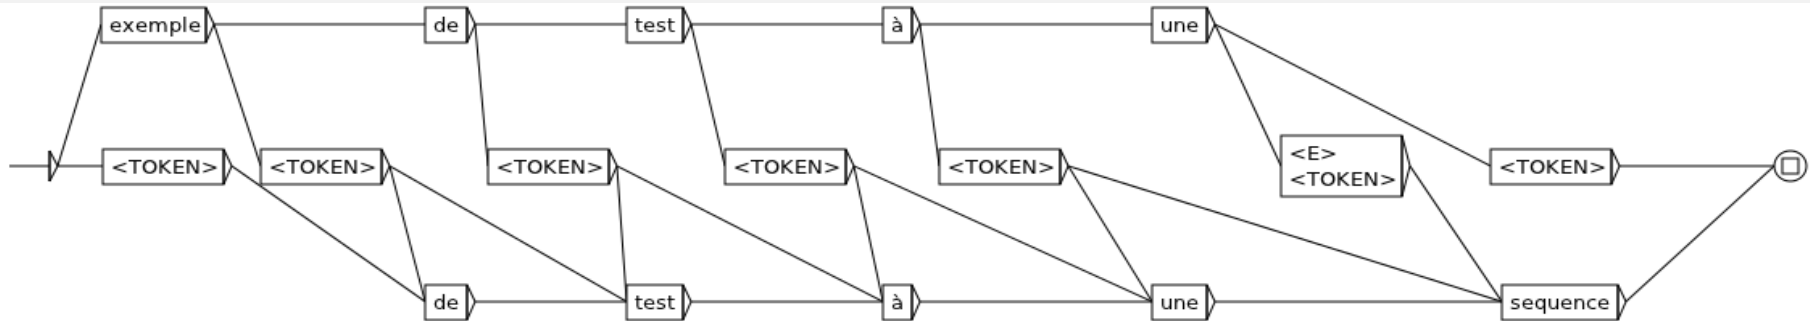 exemple de test à une
<TOKEN> <TOKEN> <TOKEN> <TOKEN> <TOKEN> <E> <TOKEN>
<TOKEN>
de test à une sequence